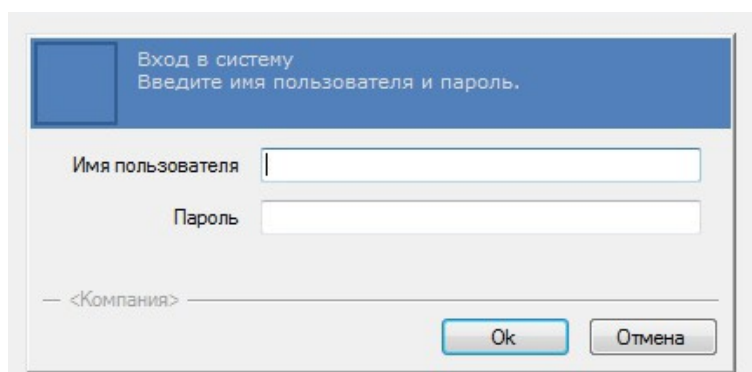 Вход в систему
Введите имя пользователя и пароль.
Имя пользователя
Пароль
<Компания>
Ok
Отмена